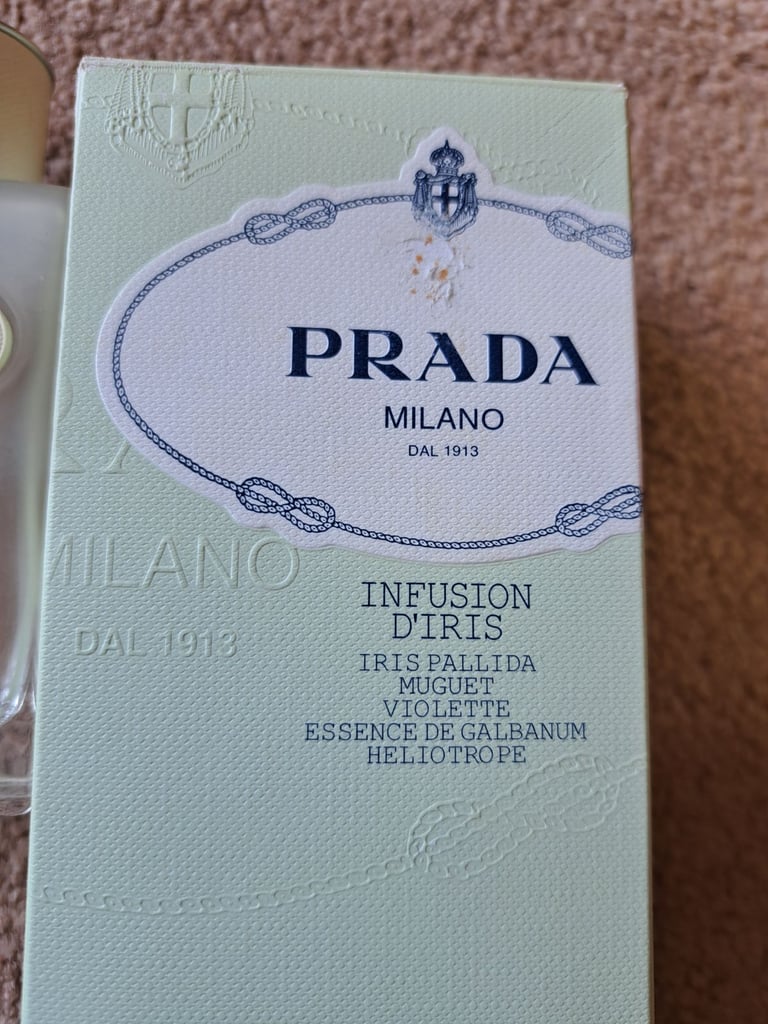 PRADA
MILANO
DAL 1913
MILANO
DAL 1913
INFUSION
D'IRIS
IRIS PALLIDA
MUGUET
VIOLETTE
ESSENCE DE GALBANUM
HELIOTROPE